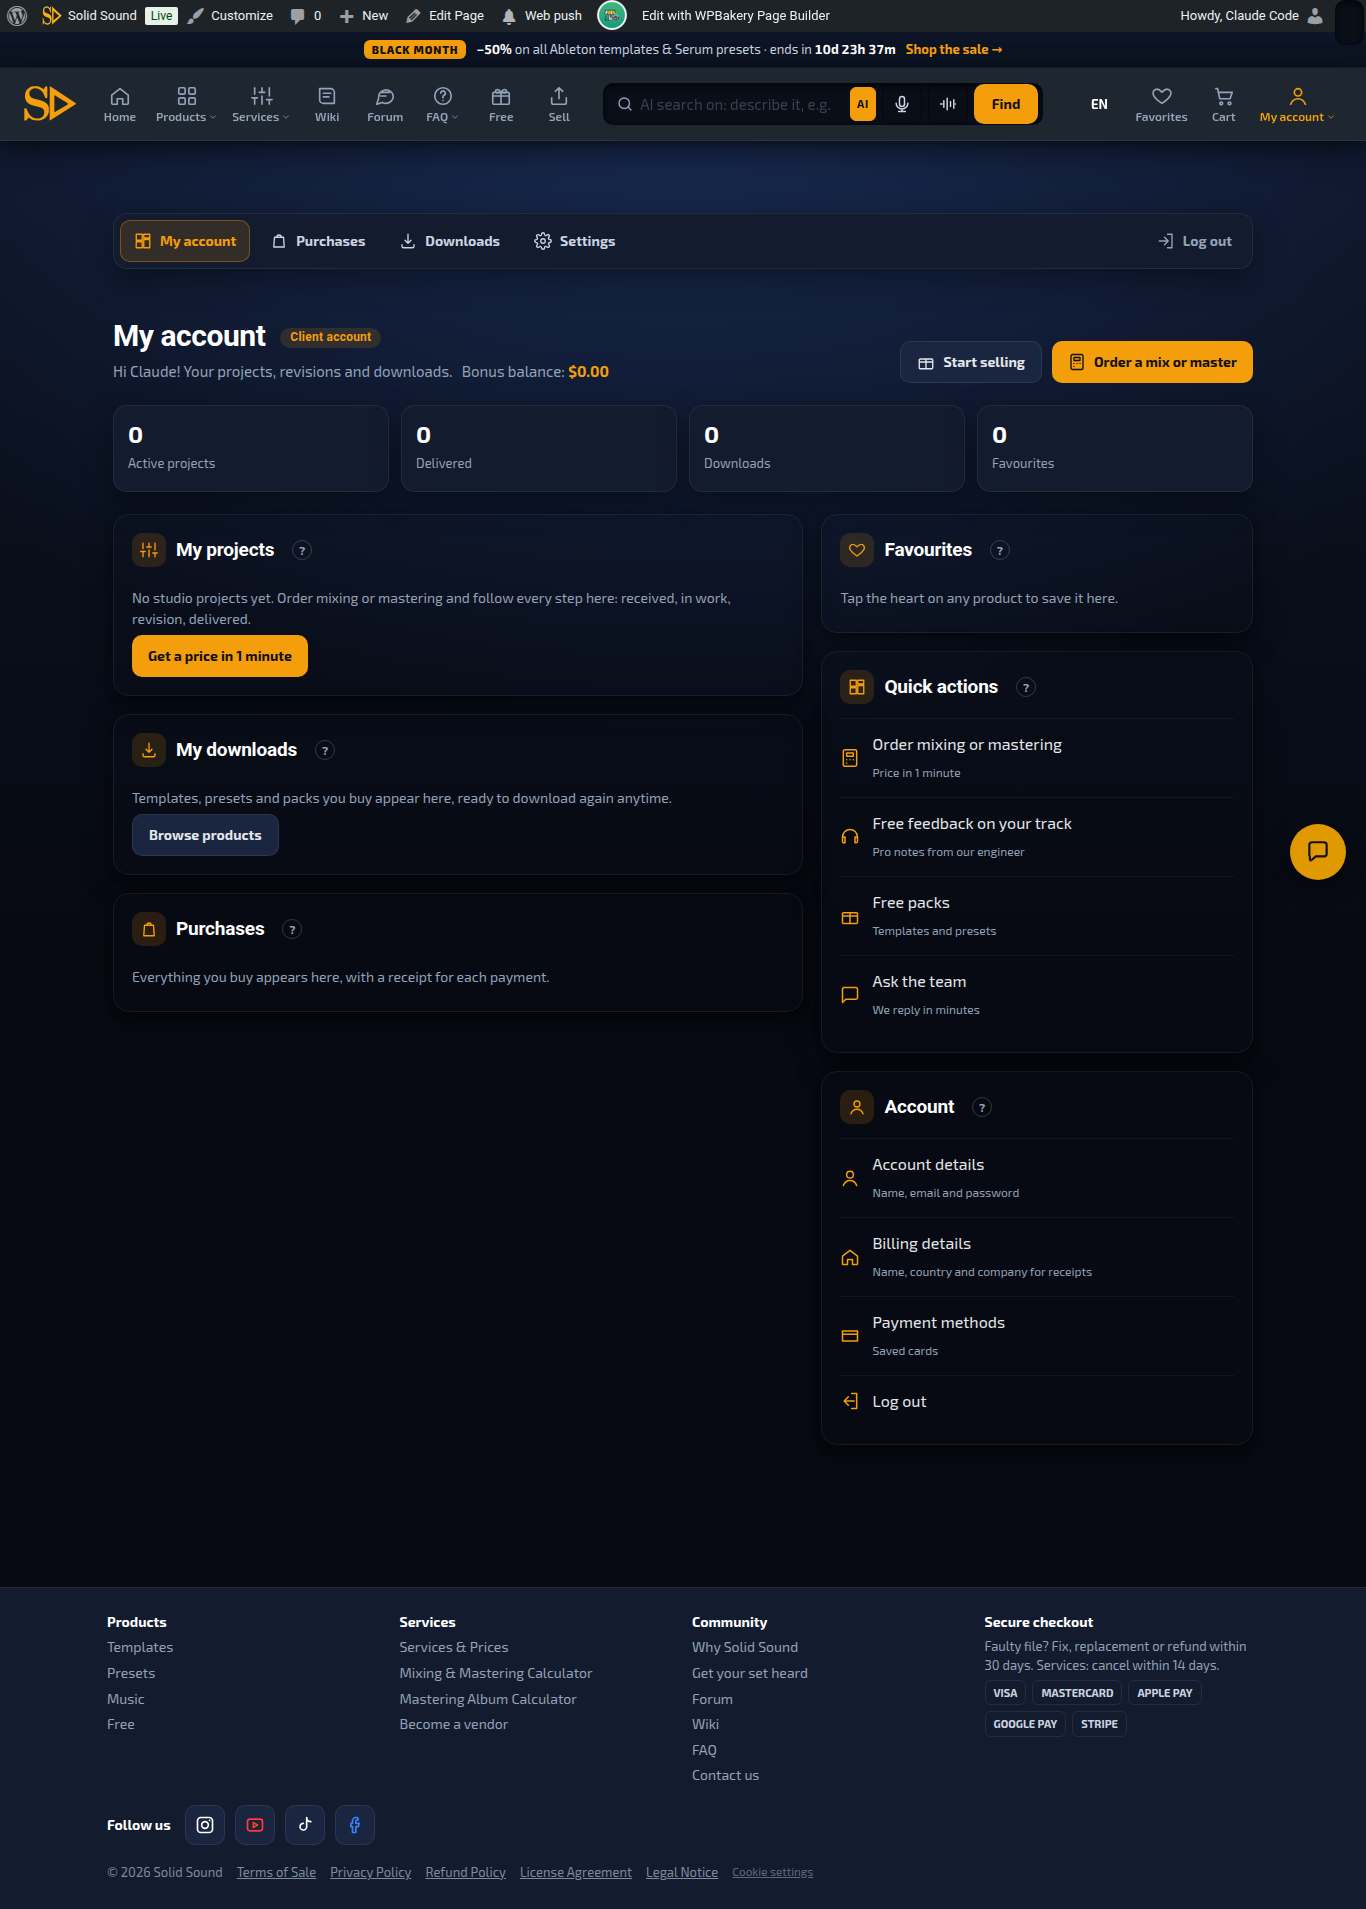 Solid Sound Live Customize 0 New Edit Page Web push Edit with WPBakery Page Builder Howdy, Claude Code
BLACK MONTH −50% on all Ableton templates & Serum presets · ends in 10d 23h 37m Shop the sale →
Home Products Services Wiki Forum FAQ Free Sell AI search on: describe it, e.g. AI Find EN Favorites Cart My account
My account Purchases Downloads Settings Log out
My account Client account
Hi Claude! Your projects, revisions and downloads. Bonus balance: $0.00
Start selling Order a mix or master
0 0 0 0
Active projects Delivered Downloads Favourites
My projects ?
No studio projects yet. Order mixing or mastering and follow every step here: received, in work,
revision, delivered.
Get a price in 1 minute
My downloads ?
Templates, presets and packs you buy appear here, ready to download again anytime.
Browse products
Purchases ?
Everything you buy appears here, with a receipt for each payment.
Favourites ?
Tap the heart on any product to save it here.
Quick actions ?
Order mixing or mastering
Price in 1 minute
Free feedback on your track
Pro notes from our engineer
Free packs
Templates and presets
Ask the team
We reply in minutes
Account ?
Account details
Name, email and password
Billing details
Name, country and company for receipts
Payment methods
Saved cards
Log out
Products
Templates
Presets
Music
Free
Services
Services & Prices
Mixing & Mastering Calculator
Mastering Album Calculator
Become a vendor
Community
Why Solid Sound
Get your set heard
Forum
Wiki
FAQ
Contact us
Secure checkout
Faulty file? Fix, replacement or refund within
30 days. Services: cancel within 14 days.
VISA MASTERCARD APPLE PAY
GOOGLE PAY STRIPE
Follow us
© 2026 Solid Sound Terms of Sale Privacy Policy Refund Policy License Agreement Legal Notice Cookie settings